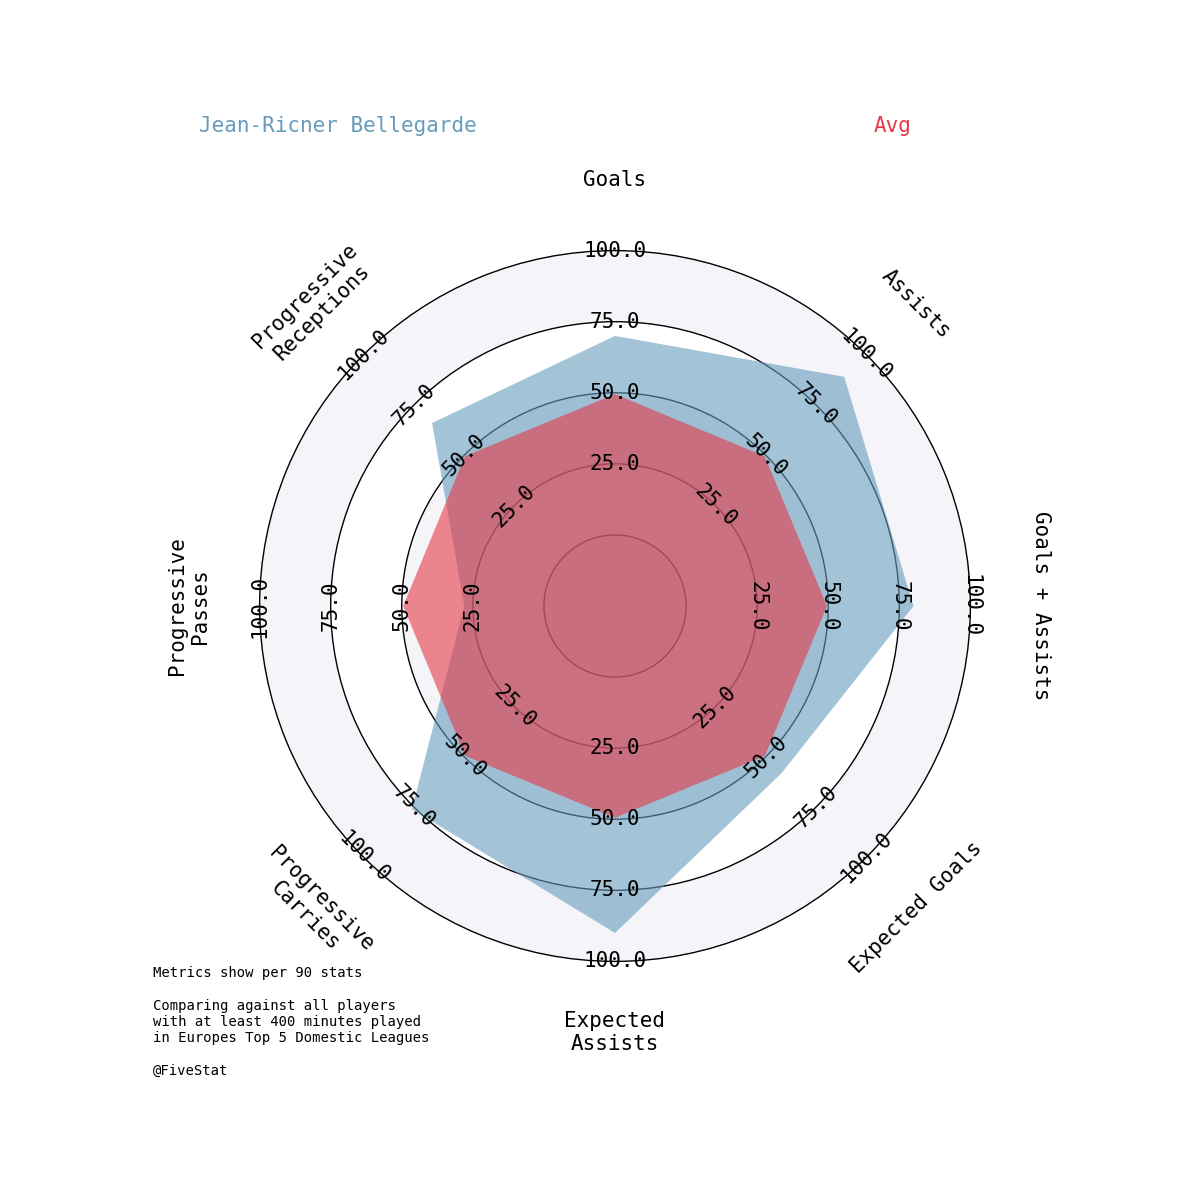 Jean-Ricner Bellegarde
Avg
Goals
100.0
75.0
50.0
25.0
Assists
100.0
75.0
50.0
25.0
Goals + Assists
100.0
75.0
50.0
25.0
Expected Goals
100.0
75.0
50.0
25.0
Expected
Assists
100.0
75.0
50.0
25.0
Progressive
Carries
100.0
75.0
50.0
25.0
Progressive
Passes
100.0
75.0
50.0
25.0
Progressive
Receptions
100.0
75.0
50.0
25.0
Metrics show per 90 stats
Comparing against all players
with at least 400 minutes played
in Europes Top 5 Domestic Leagues
@FiveStat